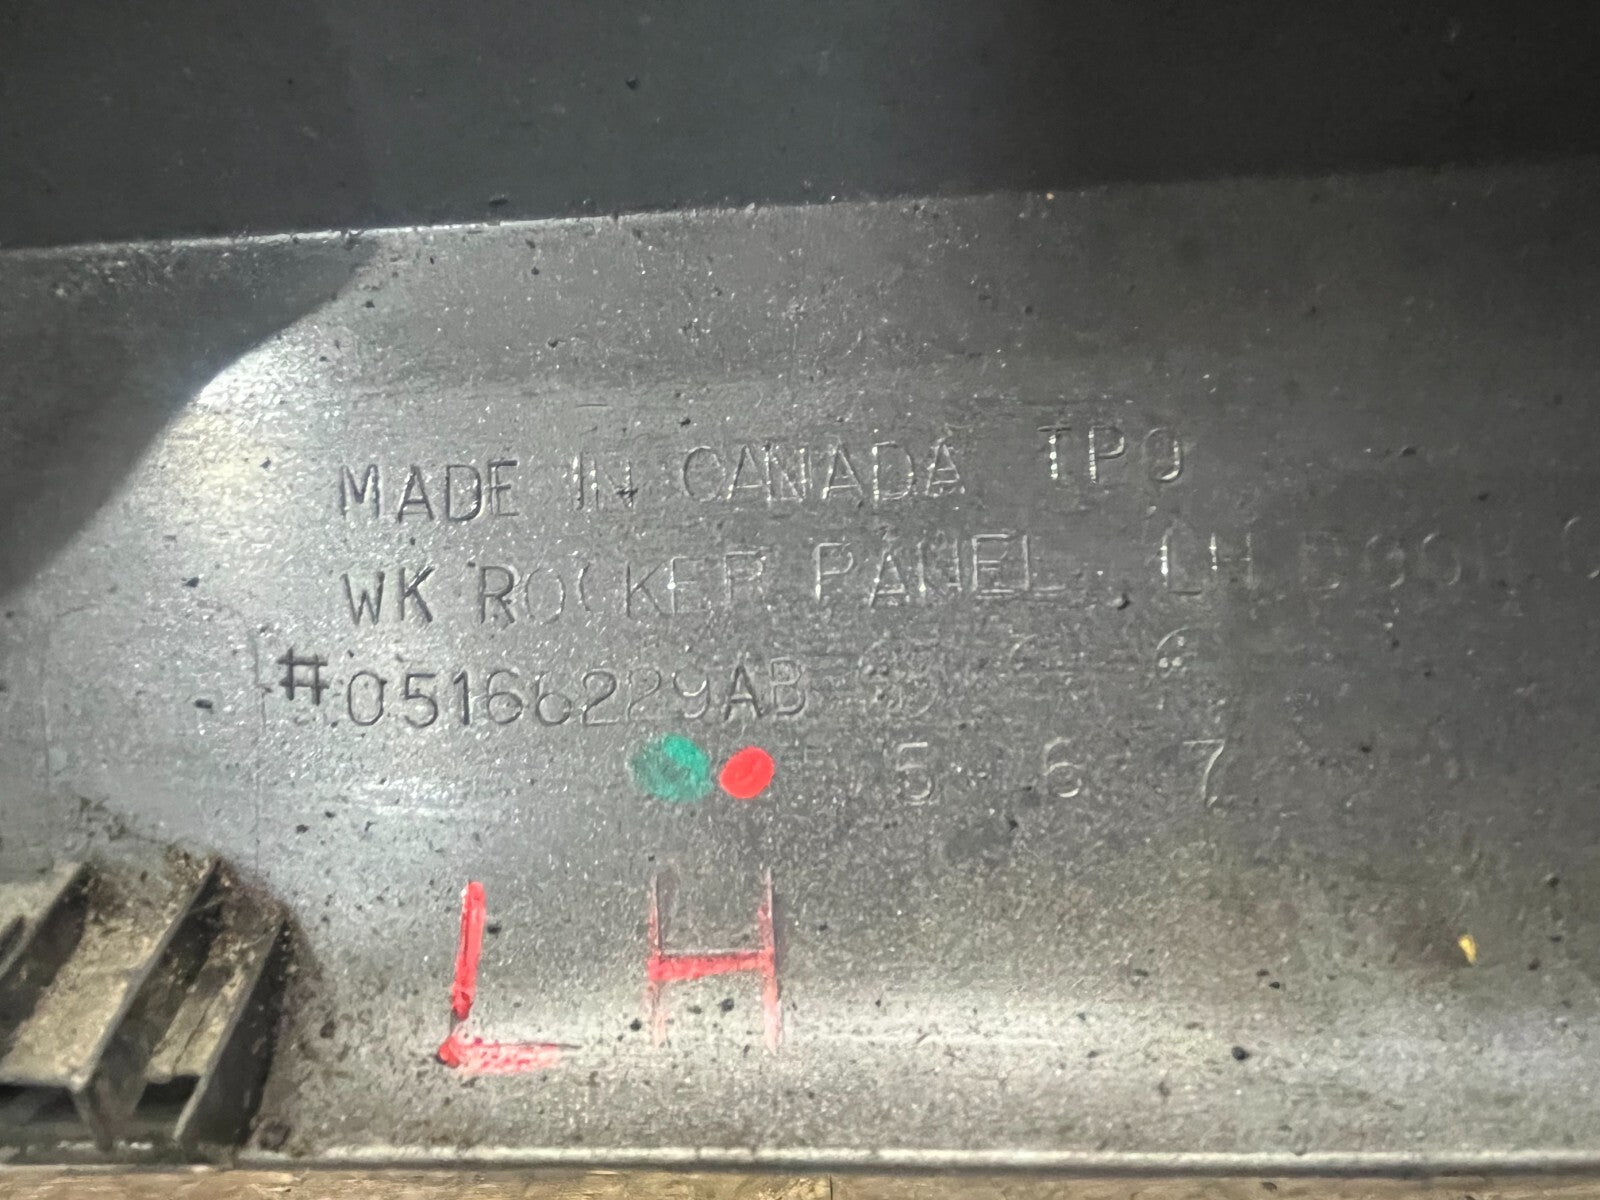 MADE IN CANADA TPO
WK ROCKER PANEL LH
#05166229AB
5 6 7
LH